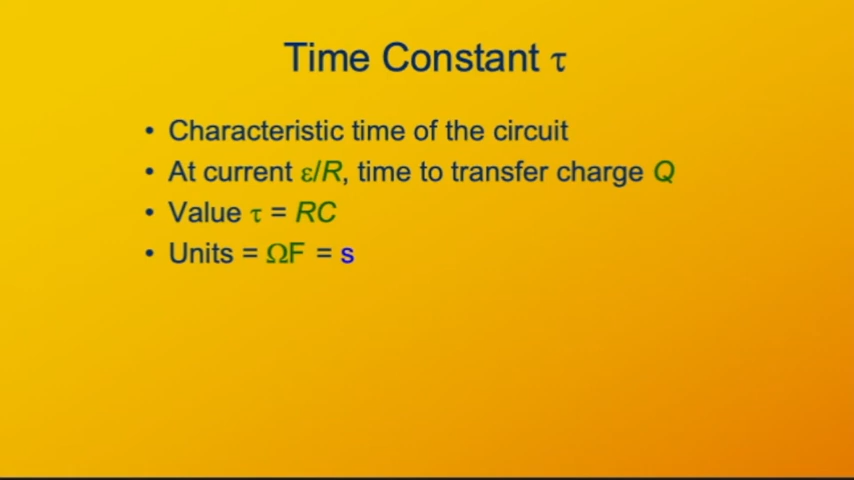 Time Constant τ
• Characteristic time of the circuit
• At current ε/R, time to transfer charge Q
• Value τ = RC
• Units = ΩF = s